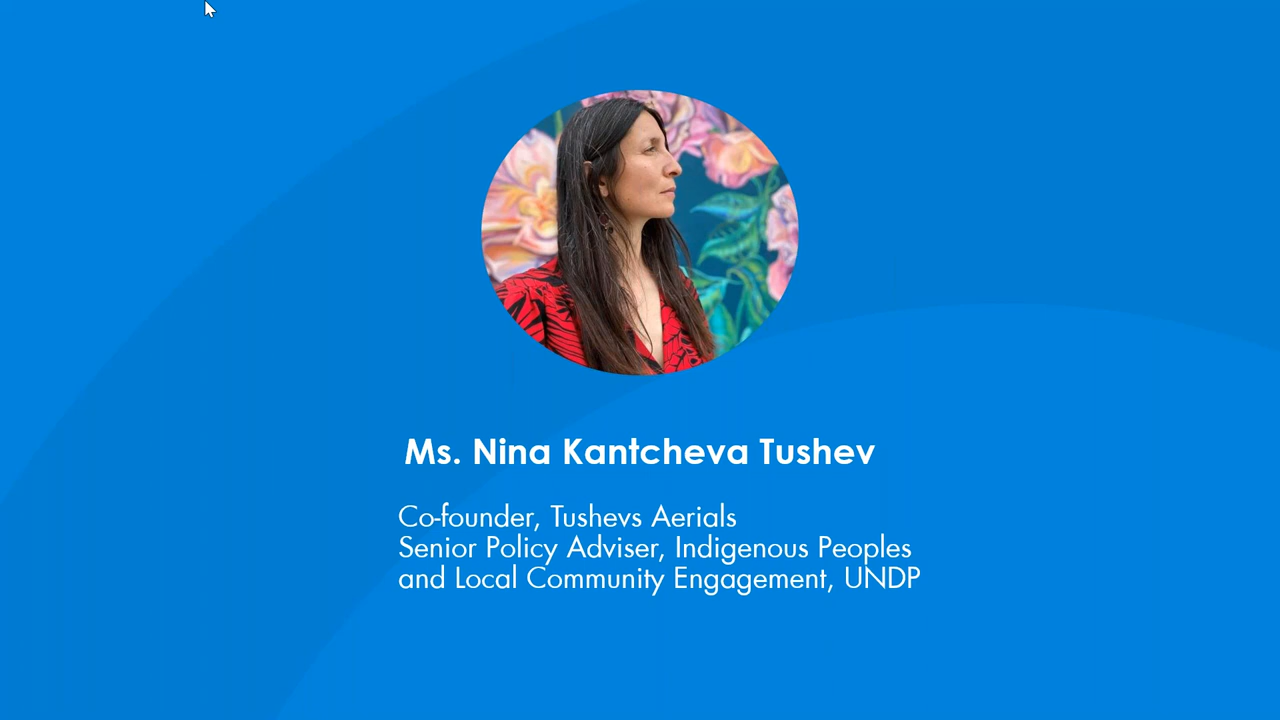 Ms. Nina Kantcheva Tushev
Co-founder, Tushevs Aerials
Senior Policy Adviser, Indigenous Peoples
and Local Community Engagement, UNDP